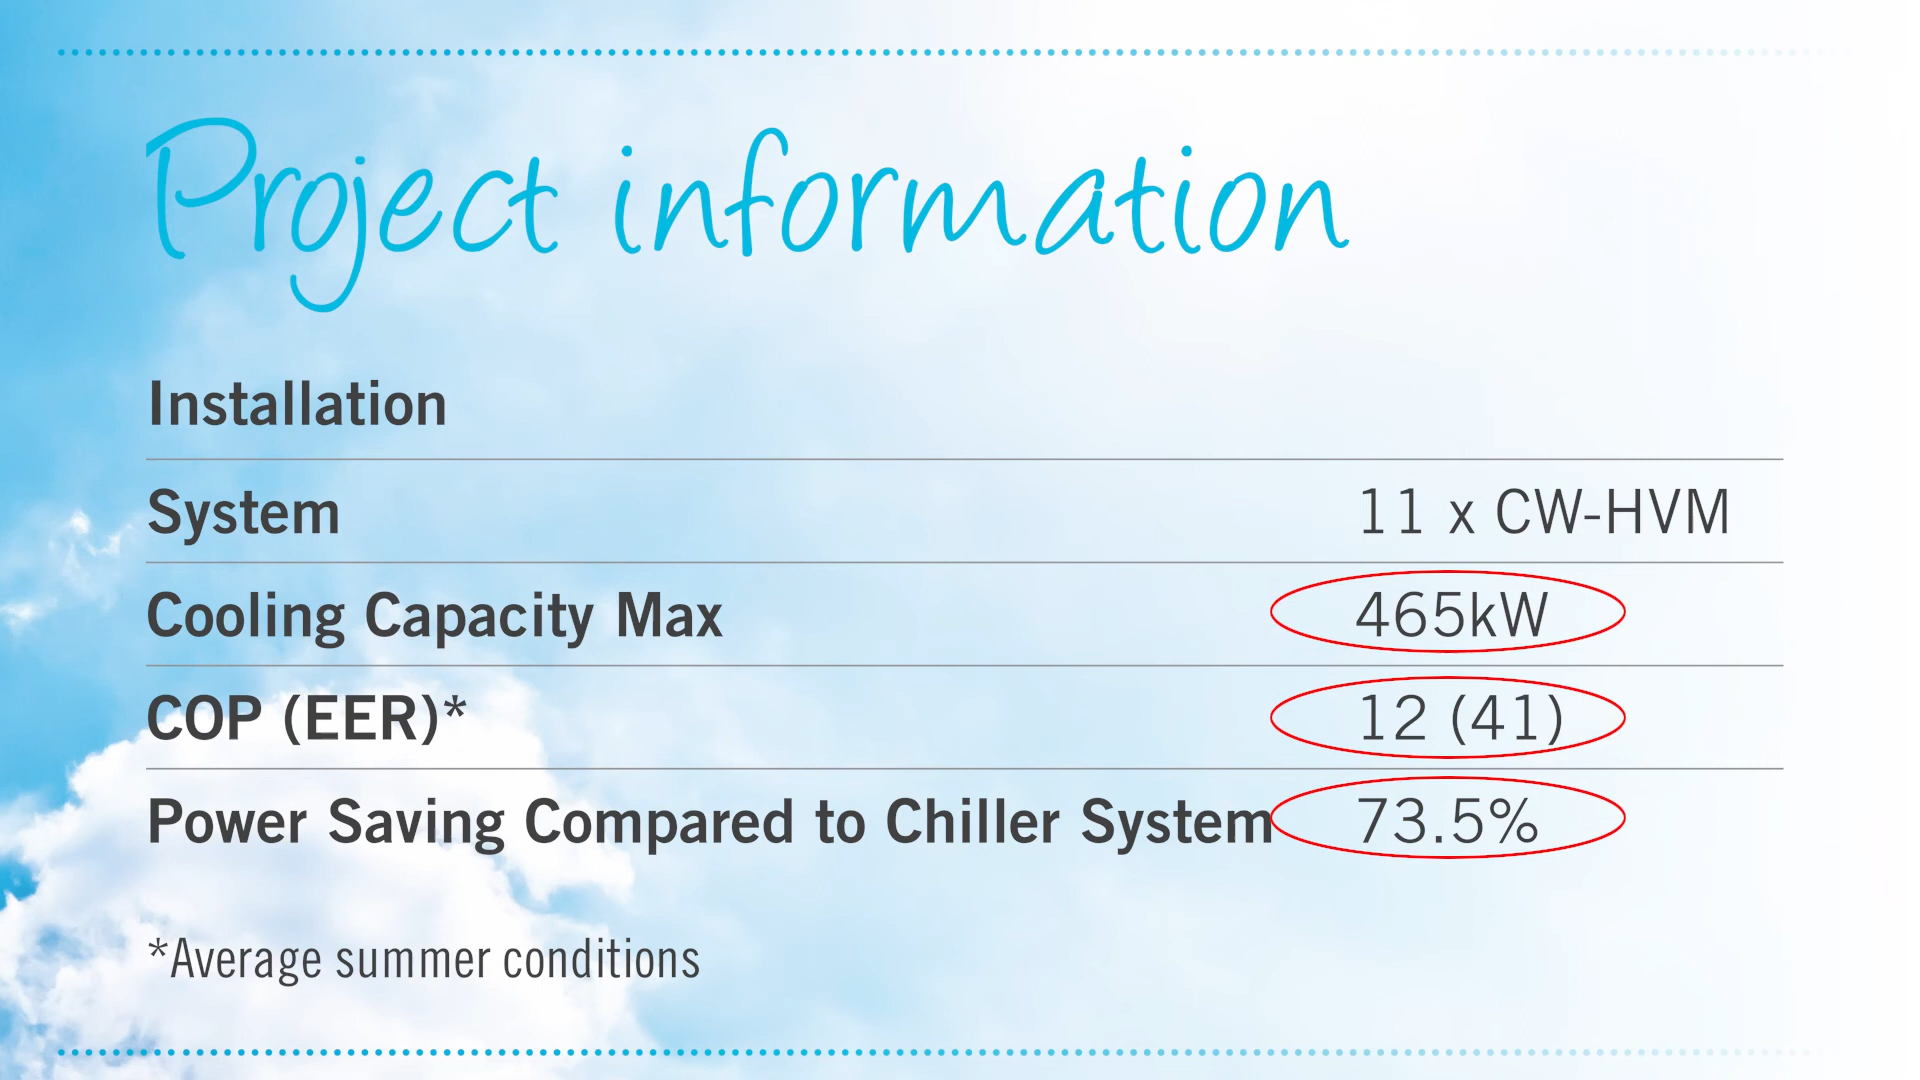 Project information
Installation
System 11 x CW-HVM
Cooling Capacity Max 465kW
COP (EER)* 12 (41)
Power Saving Compared to Chiller System 73.5%
*Average summer conditions